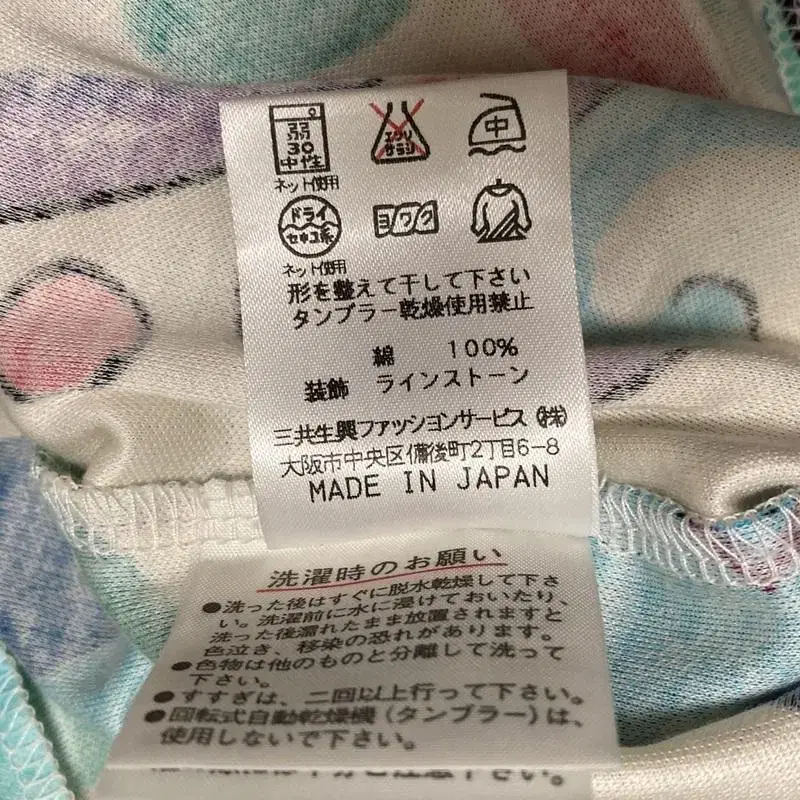 弱
30
中性
エンソ
サラシ
中
ネット使用
ドライ
セキユ系
ヨワク
ネット使用
形を整えて干して下さい
タンブラー乾燥使用禁止
綿 100%
装飾 ラインストーン
三共生興ファッションサービス㈱
大阪市中央区備後町2丁目6-8
MADE IN JAPAN
洗濯時のお願い
●洗った後はすぐに脱水乾燥して下さ
い。洗濯前に水に浸けておいたり、
洗った後濡れたまま放置されますと
色泣き、移染の恐れがあります。
●色物は他のものと分離して洗って
下さい。
●すすぎは、二回以上行って下さい。
●回転式自動乾燥機(タンブラー)は、
使用しないで下さい。